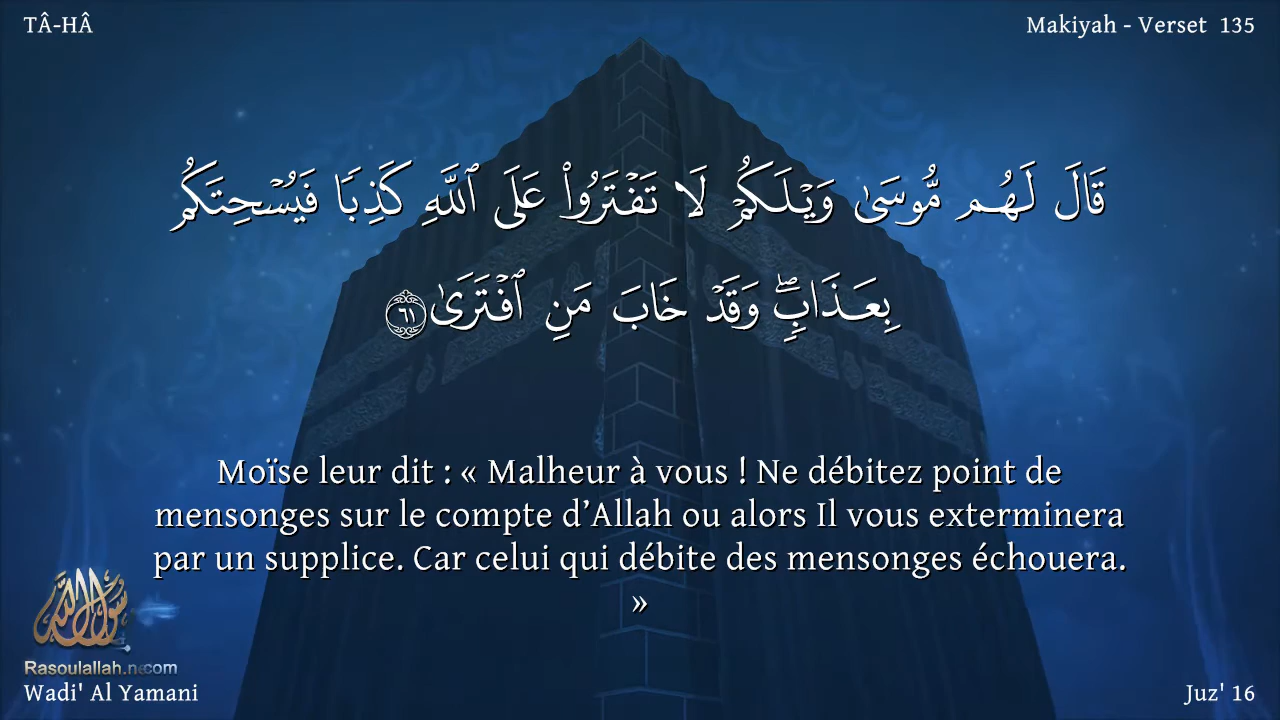 TÂ-HÂ
Makiyah - Verset 135
قَالَ لَهُم مُّوسَىٰ وَيْلَكُمْ لَا تَفْتَرُوا۟ عَلَى ٱللَّهِ كَذِبًا فَيُسْحِتَكُم
بِعَذَابٍ ۖ وَقَدْ خَابَ مَنِ ٱفْتَرَىٰ ٦١
Moïse leur dit : « Malheur à vous ! Ne débitez point de
mensonges sur le compte d’Allah ou alors Il vous exterminera
par un supplice. Car celui qui débite des mensonges échouera.
»
رسول الله
Wadi' Al Yamani
Juz' 16